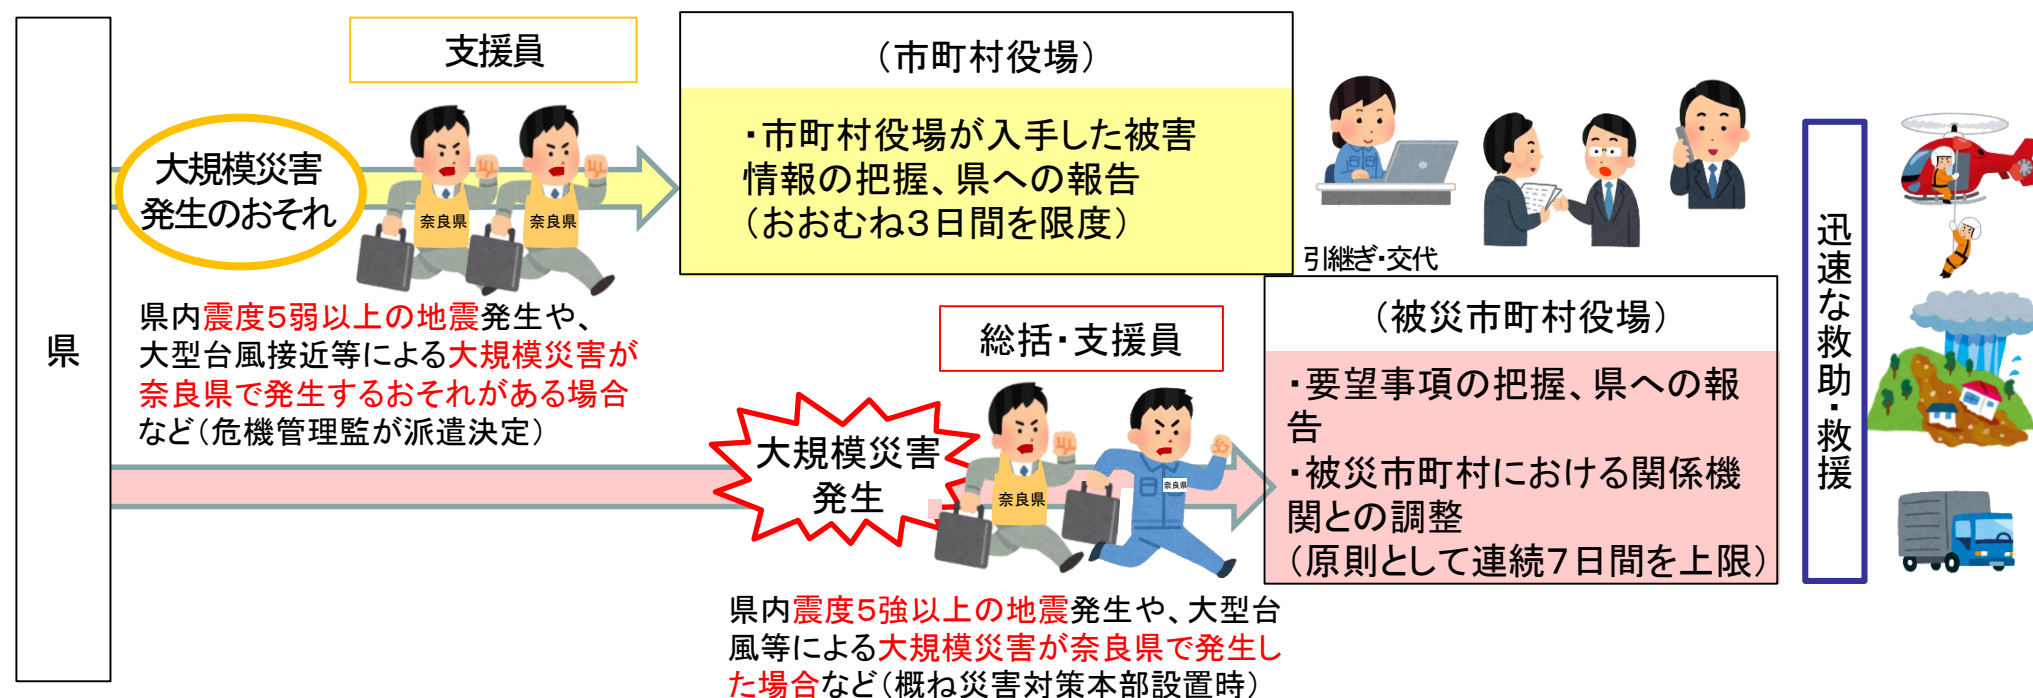 県
支援員
大規模災害
発生のおそれ
奈良県
奈良県
県内震度5弱以上の地震発生や、
大型台風接近等による大規模災害が
奈良県で発生するおそれがある場合
など(危機管理監が派遣決定)
(市町村役場)
・市町村役場が入手した被害
情報の把握、県への報告
(おおむね3日間を限度)
引継ぎ・交代
総括・支援員
大規模災害
発生
奈良県
奈良県
県内震度5強以上の地震発生や、大型台
風等による大規模災害が奈良県で発生し
た場合など(概ね災害対策本部設置時)
(被災市町村役場)
・要望事項の把握、県への報
告
・被災市町村における関係機
関との調整
(原則として連続7日間を上限)
迅速な救助・救援